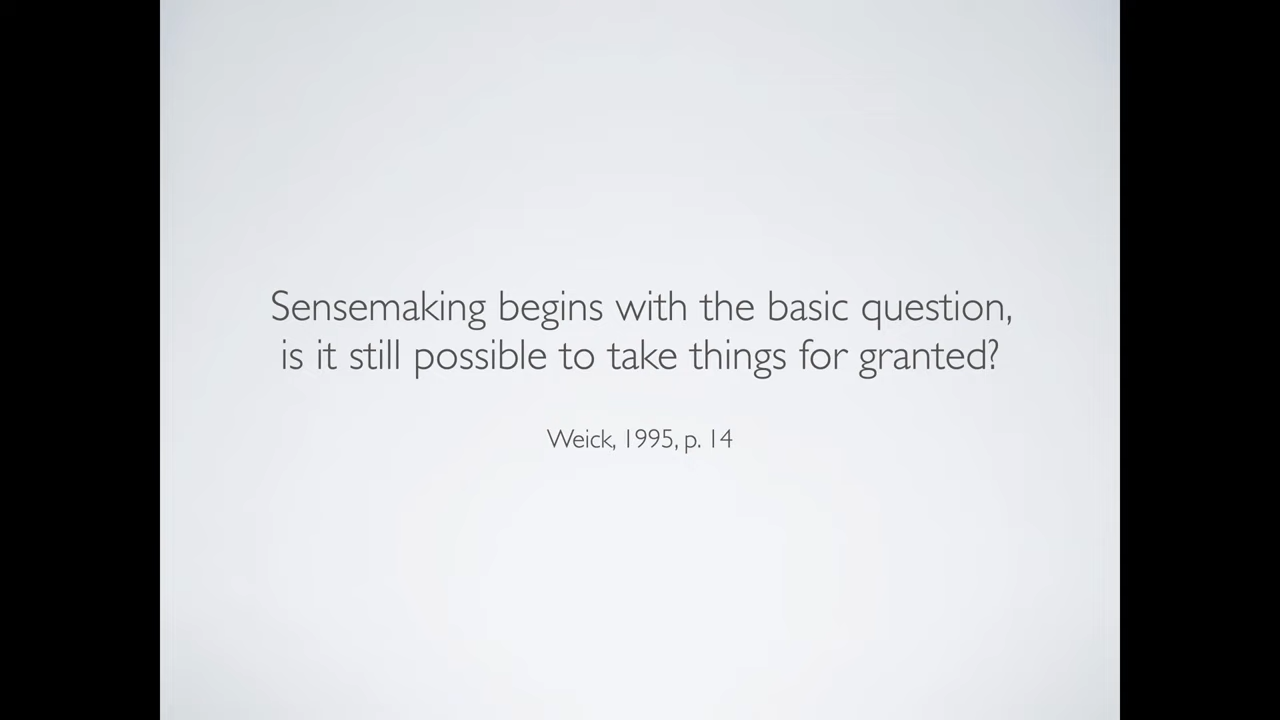 Sensemaking begins with the basic question,
is it still possible to take things for granted?
Weick, 1995, p. 14